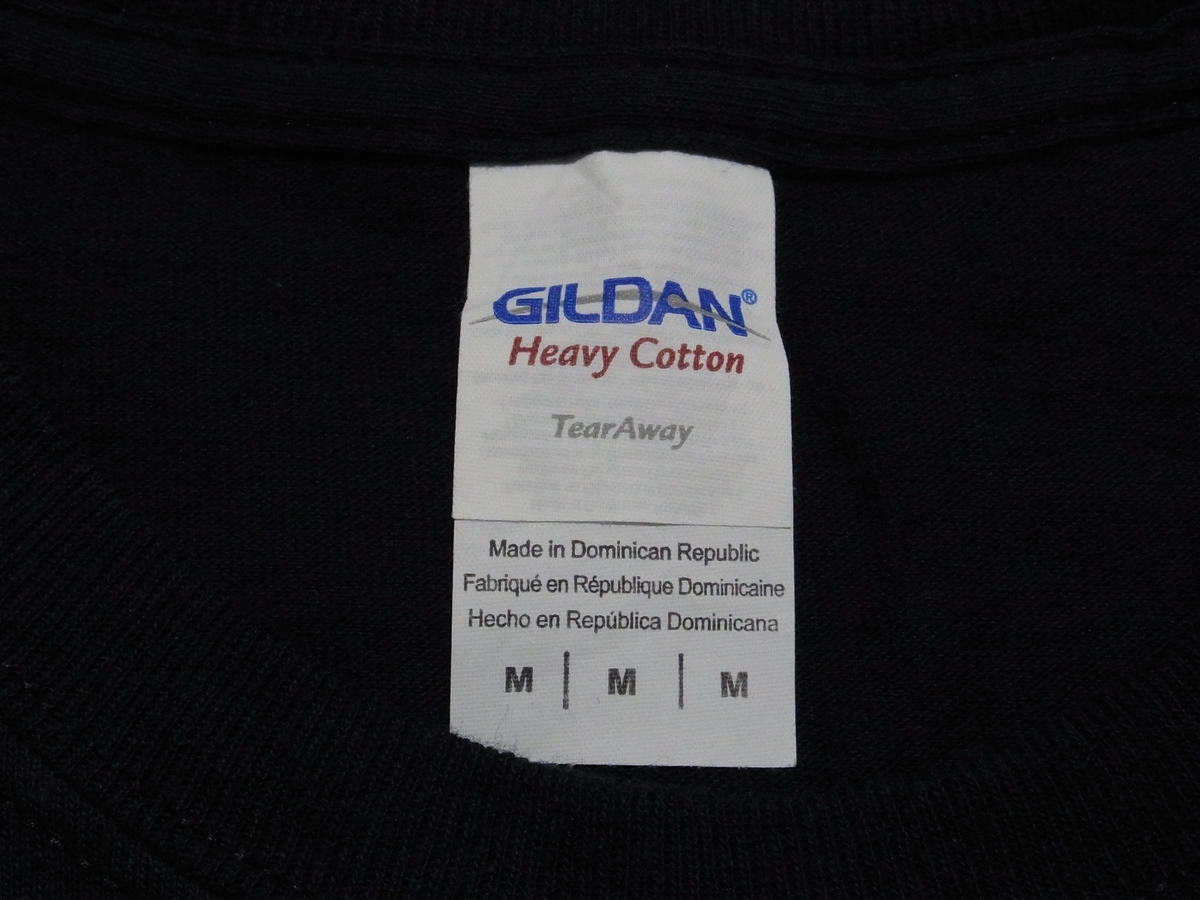 GILDAN®
Heavy Cotton
TearAway
Made in Dominican Republic
Fabriqué en République Dominicaine
Hecho en República Dominicana
M | M | M